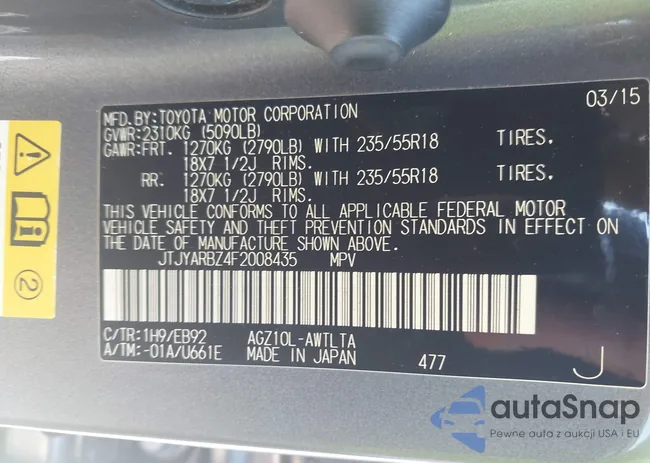 03/15
MFD.BY:TOYOTA MOTOR CORPORATION
GVWR:2310KG (5090LB)
GAWR:FRT. 1270KG (2790LB) WITH 235/55R18 TIRES.
18X7 1/2J RIMS.
RR. 1270KG (2790LB) WITH 235/55R18 TIRES.
18X7 1/2J RIMS.
THIS VEHICLE CONFORMS TO ALL APPLICABLE FEDERAL MOTOR
VEHICLE SAFETY AND THEFT PREVENTION STANDARDS IN EFFECT ON
THE DATE OF MANUFACTURE SHOWN ABOVE.
JTJYARBZ4F2008435 MPV
C/TR:1H9/EB92 AGZ10L-AWTLTA
A/TM:-01A/U661E MADE IN JAPAN 477 J
2
autoSnap
Pewne auta z aukcji USA i EU